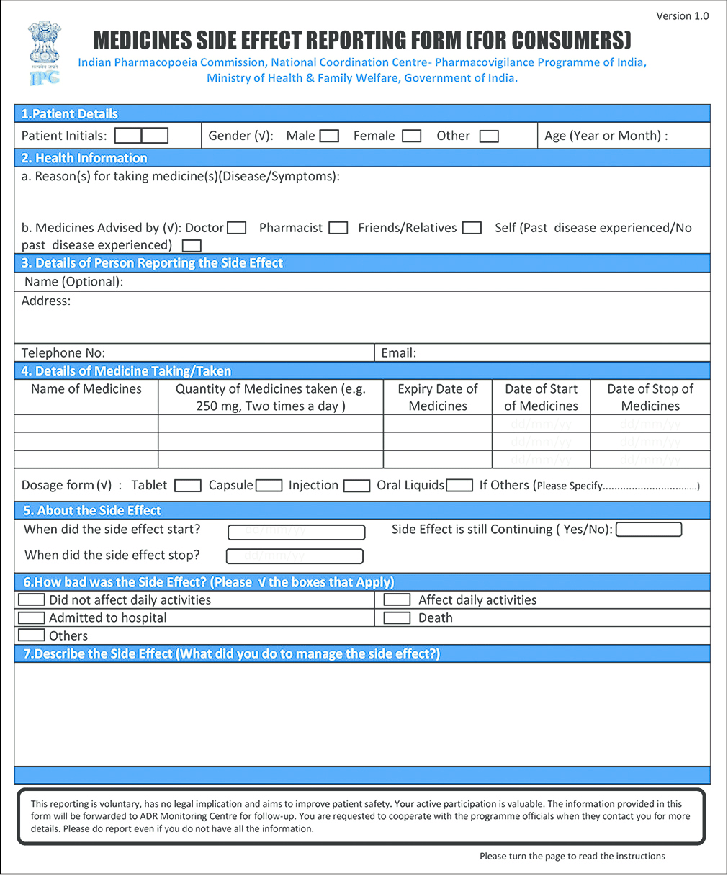 Version 1.0
MEDICINES SIDE EFFECT REPORTING FORM (FOR CONSUMERS)
Indian Pharmacopoeia Commission, National Coordination Centre- Pharmacovigilance Programme of India,
Ministry of Health & Family Welfare, Government of India.
IPC
1.Patient Details
Patient Initials: Gender (√): Male Female Other Age (Year or Month) :
2. Health Information
a. Reason(s) for taking medicine(s)(Disease/Symptoms):
b. Medicines Advised by (√): Doctor Pharmacist Friends/Relatives Self (Past disease experienced/No
past disease experienced)
3. Details of Person Reporting the Side Effect
Name (Optional):
Address:
Telephone No: Email:
4. Details of Medicine Taking/Taken
Name of Medicines Quantity of Medicines taken (e.g. Expiry Date of Date of Start Date of Stop of
250 mg, Two times a day ) Medicines of Medicines Medicines
dd/mm/yy dd/mm/yy
dd/mm/yy dd/mm/yy
dd/mm/yy dd/mm/yy
Dosage form (√) : Tablet Capsule Injection Oral Liquids If Others (Please Specify..............................)
5. About the Side Effect
When did the side effect start? dd/mm/yy Side Effect is still Continuing ( Yes/No):
When did the side effect stop? dd/mm/yy
6.How bad was the Side Effect? (Please √ the boxes that Apply)
Did not affect daily activities Affect daily activities
Admitted to hospital Death
Others
7.Describe the Side Effect (What did you do to manage the side effect?)
This reporting is voluntary, has no legal implication and aims to improve patient safety. Your active participation is valuable. The information provided in this
form will be forwarded to ADR Monitoring Centre for follow-up. You are requested to cooperate with the programme officials when they contact you for more
details. Please do report even if you do not have all the information.
Please turn the page to read the instructions